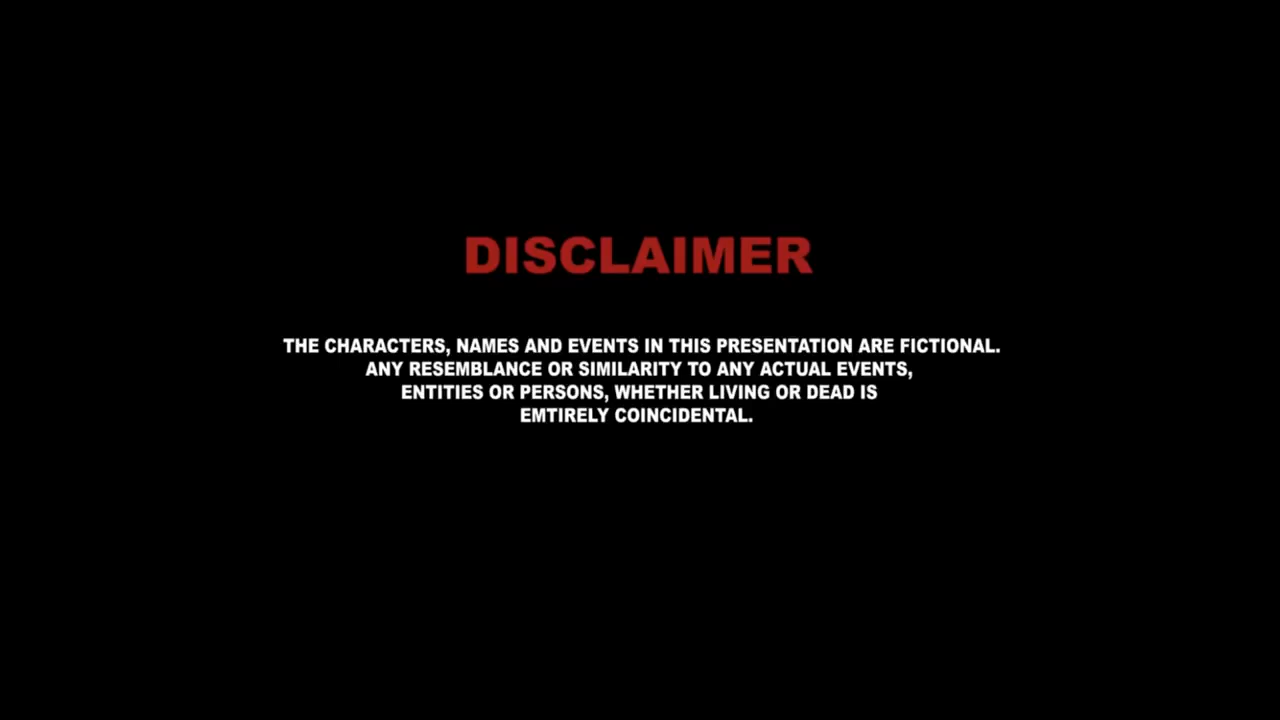 DISCLAIMER
THE CHARACTERS, NAMES AND EVENTS IN THIS PRESENTATION ARE FICTIONAL.
ANY RESEMBLANCE OR SIMILARITY TO ANY ACTUAL EVENTS,
ENTITIES OR PERSONS, WHETHER LIVING OR DEAD IS
EMTIRELY COINCIDENTAL.